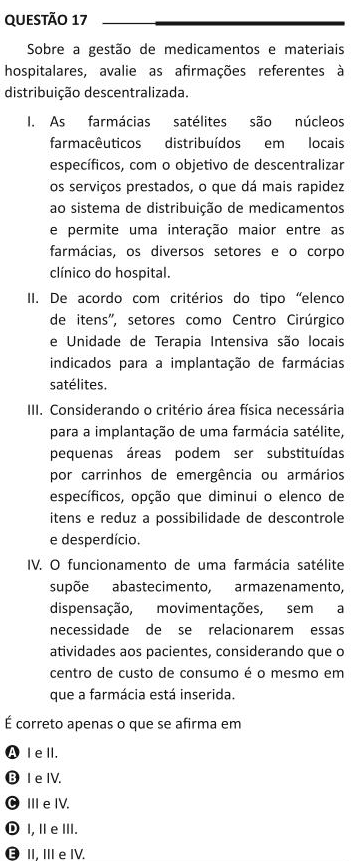 QUESTÃO 17
Sobre a gestão de medicamentos e materiais
hospitalares, avalie as afirmações referentes à
distribuição descentralizada.
I. As farmácias satélites são núcleos
farmacêuticos distribuídos em locais
específicos, com o objetivo de descentralizar
os serviços prestados, o que dá mais rapidez
ao sistema de distribuição de medicamentos
e permite uma interação maior entre as
farmácias, os diversos setores e o corpo
clínico do hospital.
II. De acordo com critérios do tipo “elenco
de itens”, setores como Centro Cirúrgico
e Unidade de Terapia Intensiva são locais
indicados para a implantação de farmácias
satélites.
III. Considerando o critério área física necessária
para a implantação de uma farmácia satélite,
pequenas áreas podem ser substituídas
por carrinhos de emergência ou armários
específicos, opção que diminui o elenco de
itens e reduz a possibilidade de descontrole
e desperdício.
IV. O funcionamento de uma farmácia satélite
supõe abastecimento, armazenamento,
dispensação, movimentações, sem a
necessidade de se relacionarem essas
atividades aos pacientes, considerando que o
centro de custo de consumo é o mesmo em
que a farmácia está inserida.
É correto apenas o que se afirma em
A I e II.
B I e IV.
C III e IV.
D I, II e III.
E II, III e IV.